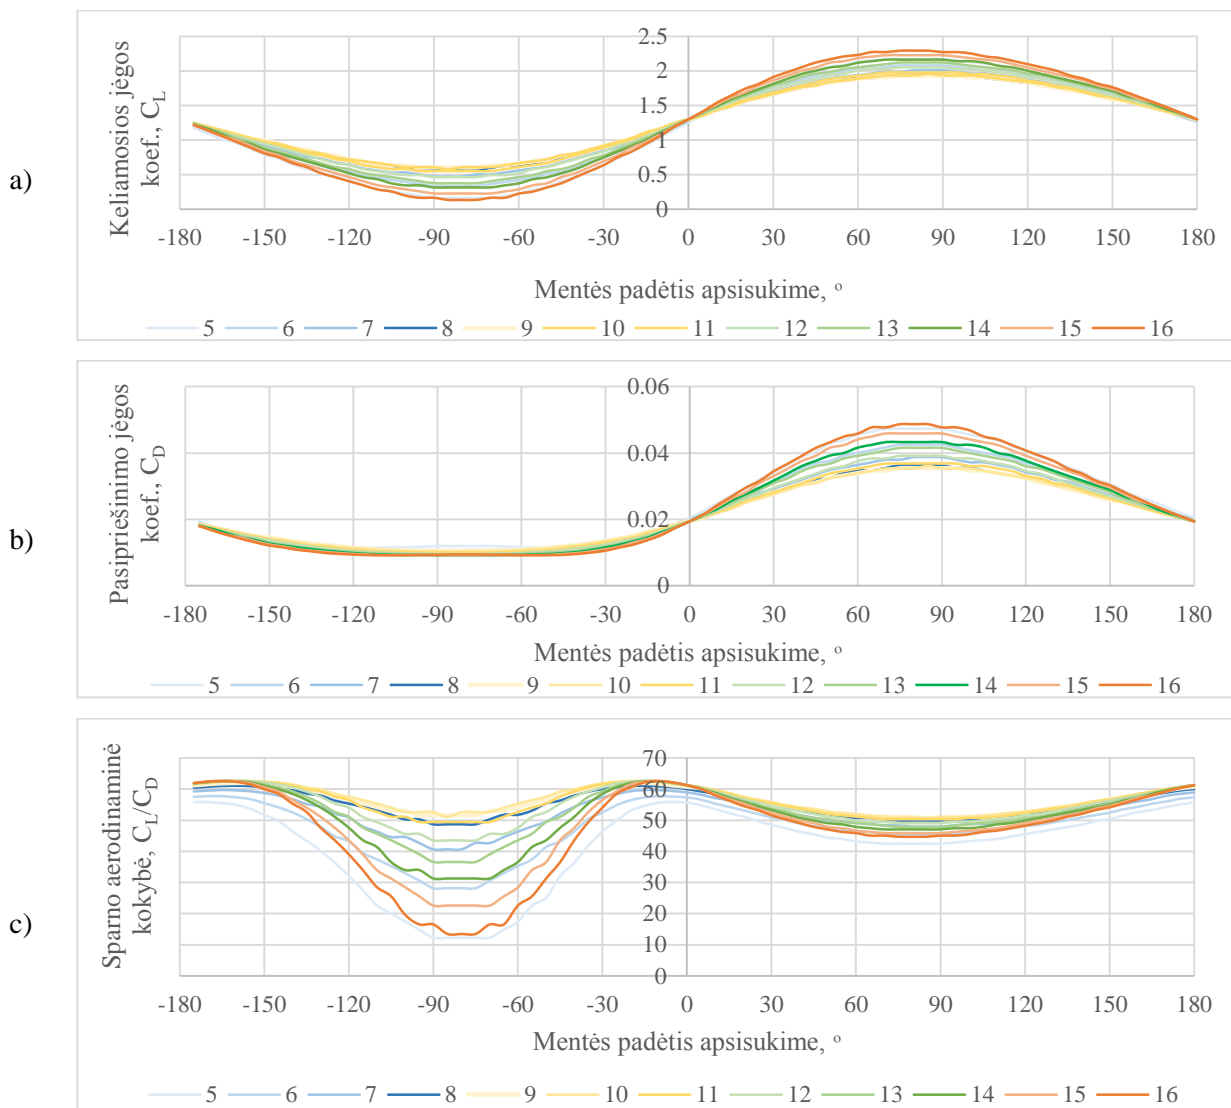 a)
Keliamosios jėgos
koef., C_L
2.5
2
1.5
1
0.5
0
-180 -150 -120 -90 -60 -30 0 30 60 90 120 150 180
Mentės padėtis apsisukime, º
5 6 7 8 9 10 11 12 13 14 15 16
b)
Pasipriešinimo jėgos
koef., C_D
0.06
0.04
0.02
0
-180 -150 -120 -90 -60 -30 0 30 60 90 120 150 180
Mentės padėtis apsisukime, º
5 6 7 8 9 10 11 12 13 14 15 16
c)
Sparno aerodinaminė
kokybė, C_L/C_D
70
60
50
40
30
20
10
0
-180 -150 -120 -90 -60 -30 0 30 60 90 120 150 180
Mentės padėtis apsisukime, º
5 6 7 8 9 10 11 12 13 14 15 16